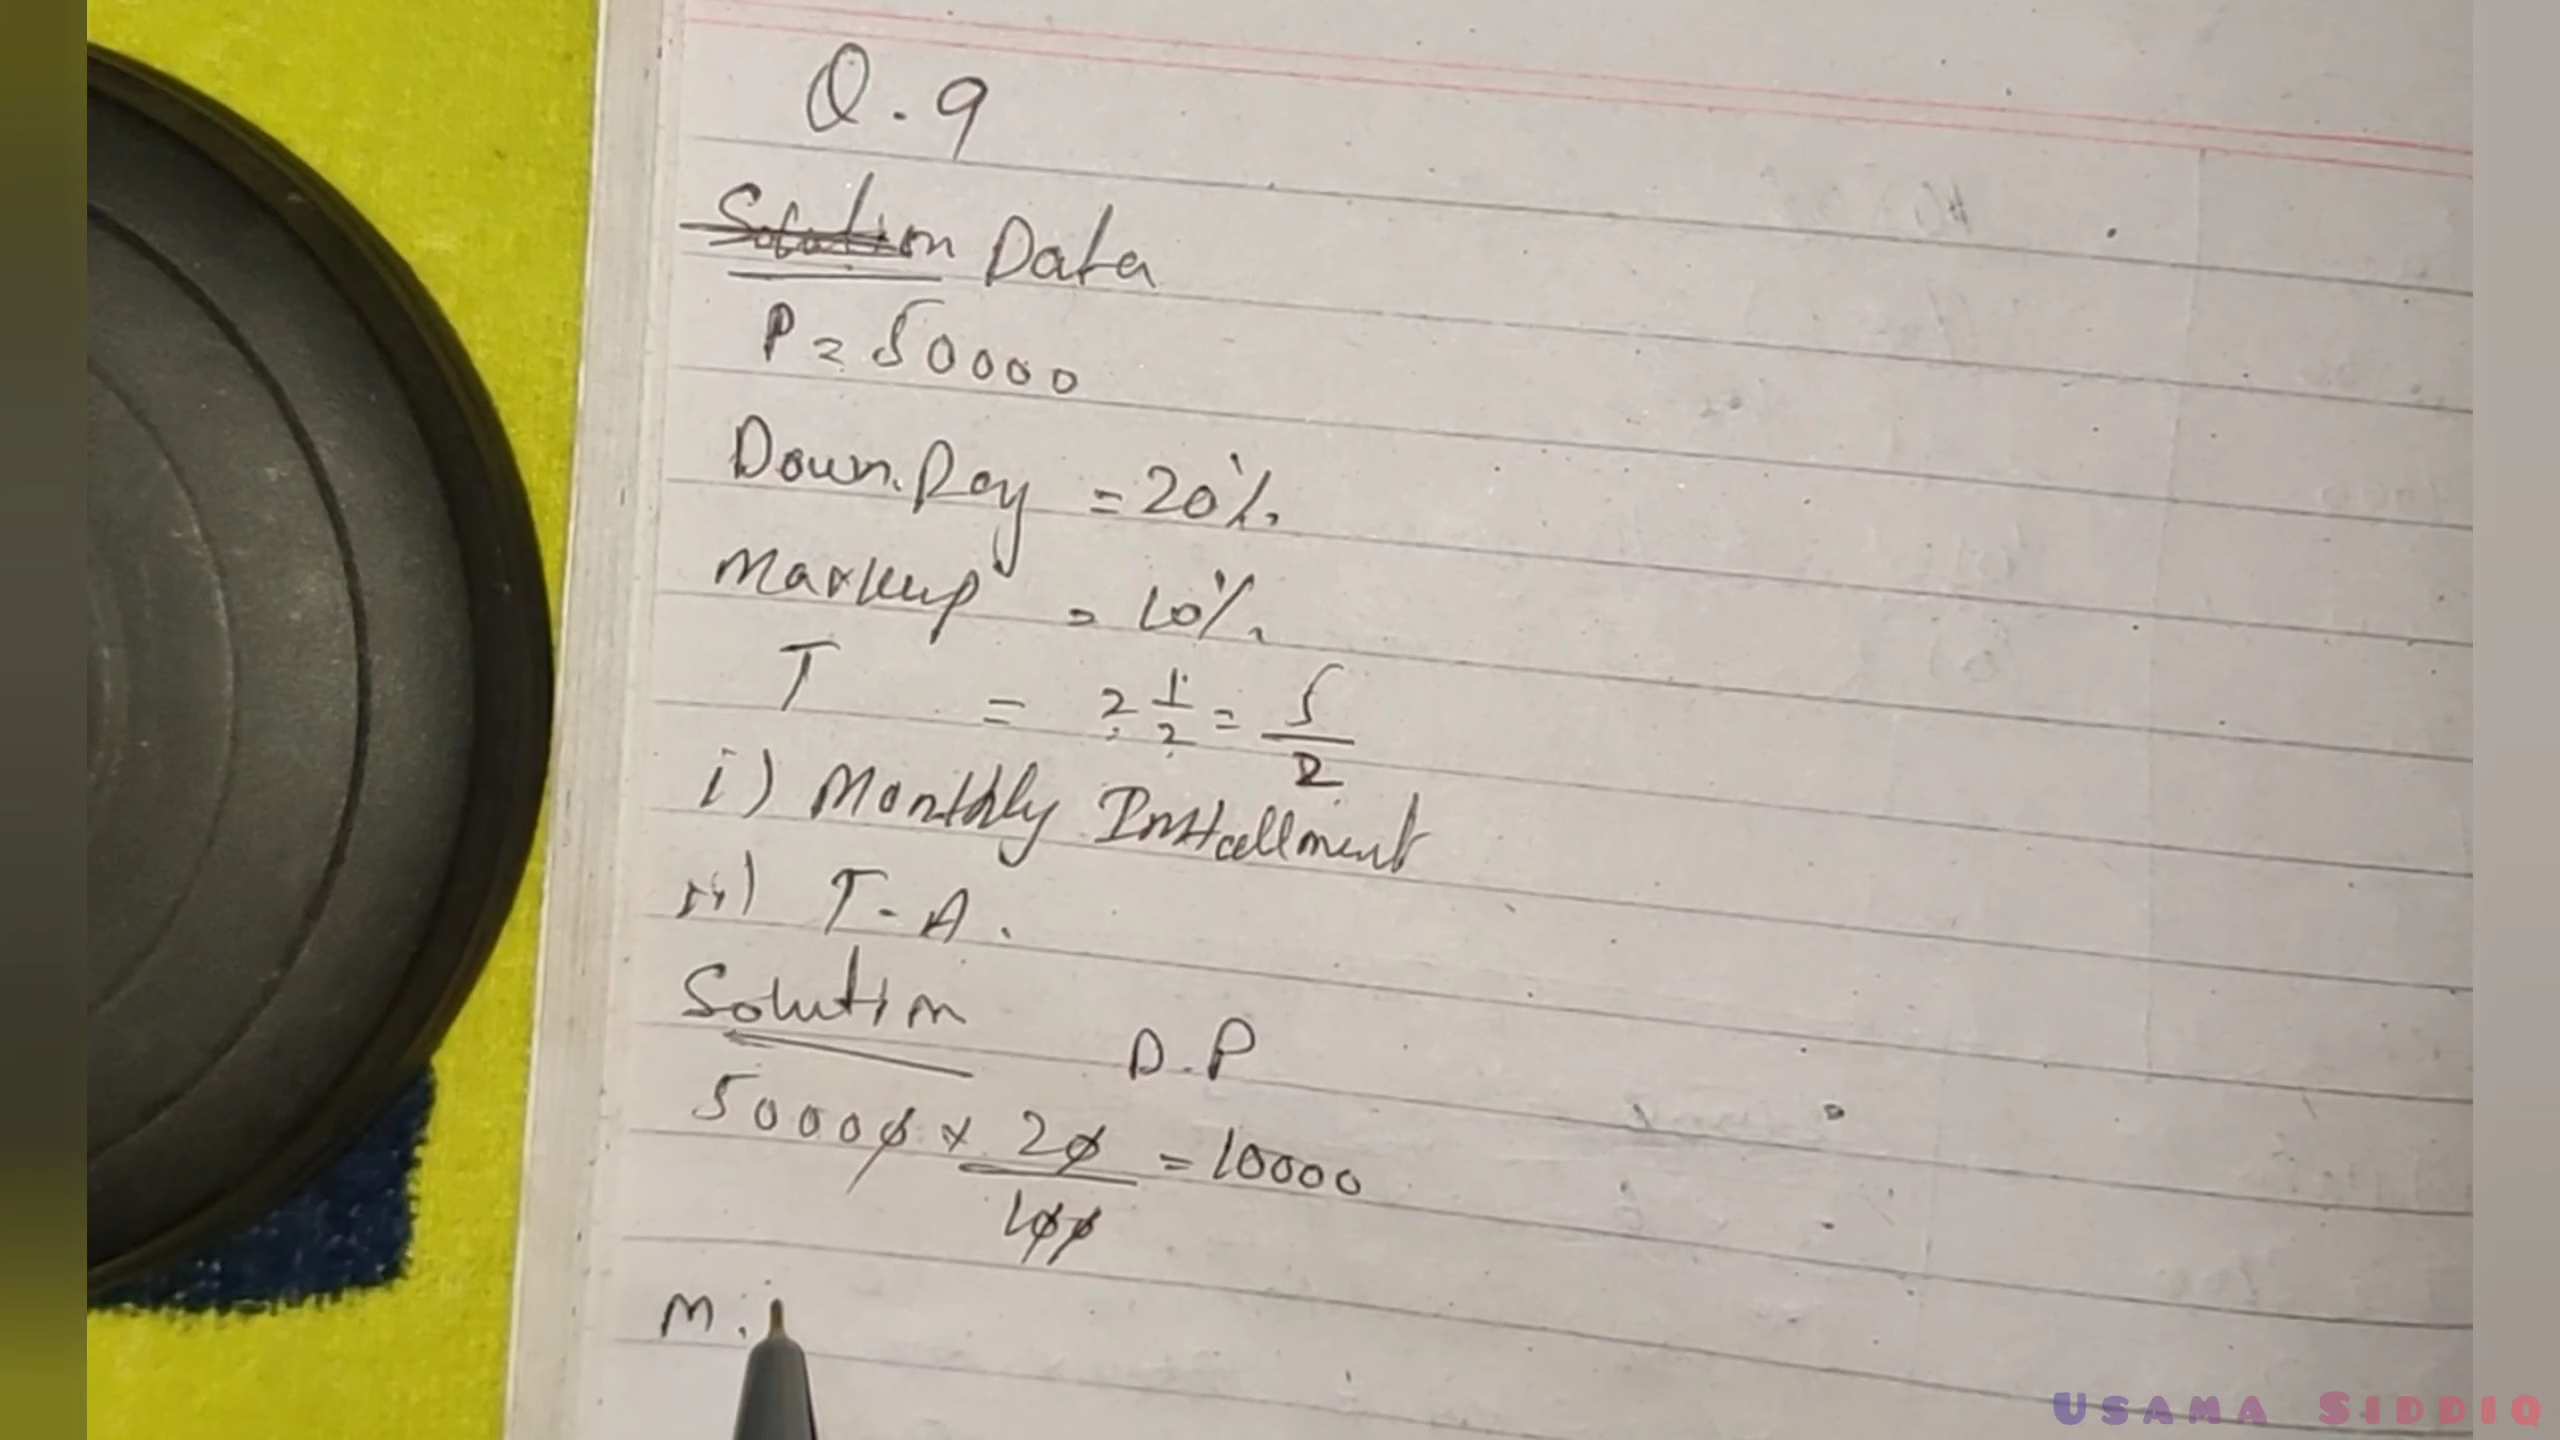 Q.9
Solution Data
P = 50000
Down.Pay = 20%.
Markup = 10%.
T = 2 1/2 = 5/2
i) Monthly Installment
ii) T.A.
Solution
D.P
50000 x 20/100 = 10000
M.
USAMA SIDDIQ